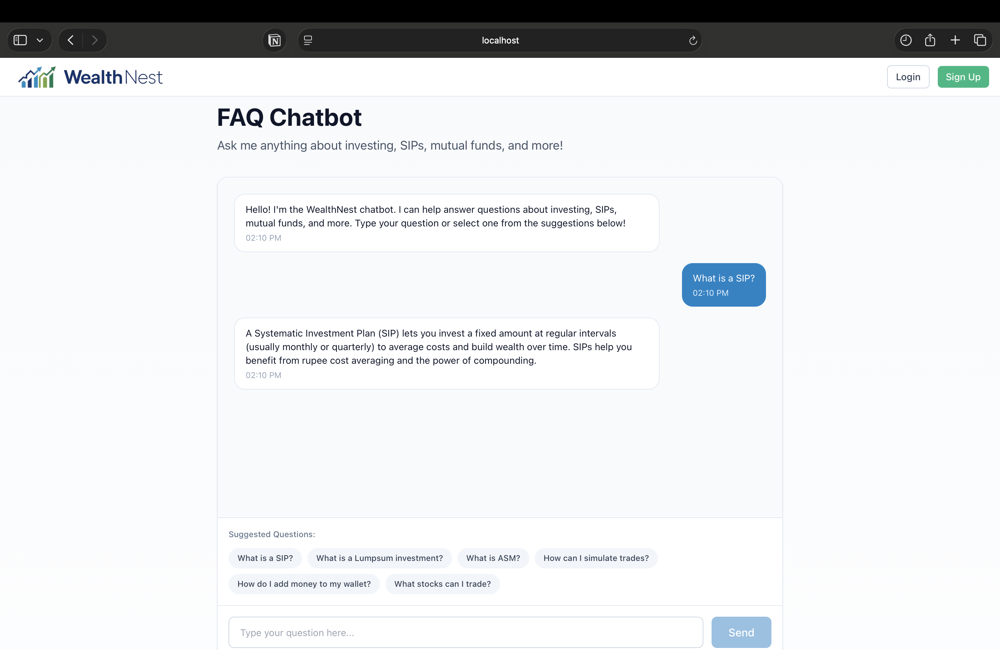 localhost
WealthNest
Login
Sign Up
FAQ Chatbot
Ask me anything about investing, SIPs, mutual funds, and more!
Hello! I'm the WealthNest chatbot. I can help answer questions about investing, SIPs,
mutual funds, and more. Type your question or select one from the suggestions below!
02:10 PM
What is a SIP?
02:10 PM
A Systematic Investment Plan (SIP) lets you invest a fixed amount at regular intervals
(usually monthly or quarterly) to average costs and build wealth over time. SIPs help you
benefit from rupee cost averaging and the power of compounding.
02:10 PM
Suggested Questions:
What is a SIP?
What is a Lumpsum investment?
What is ASM?
How can I simulate trades?
How do I add money to my wallet?
What stocks can I trade?
Type your question here...
Send